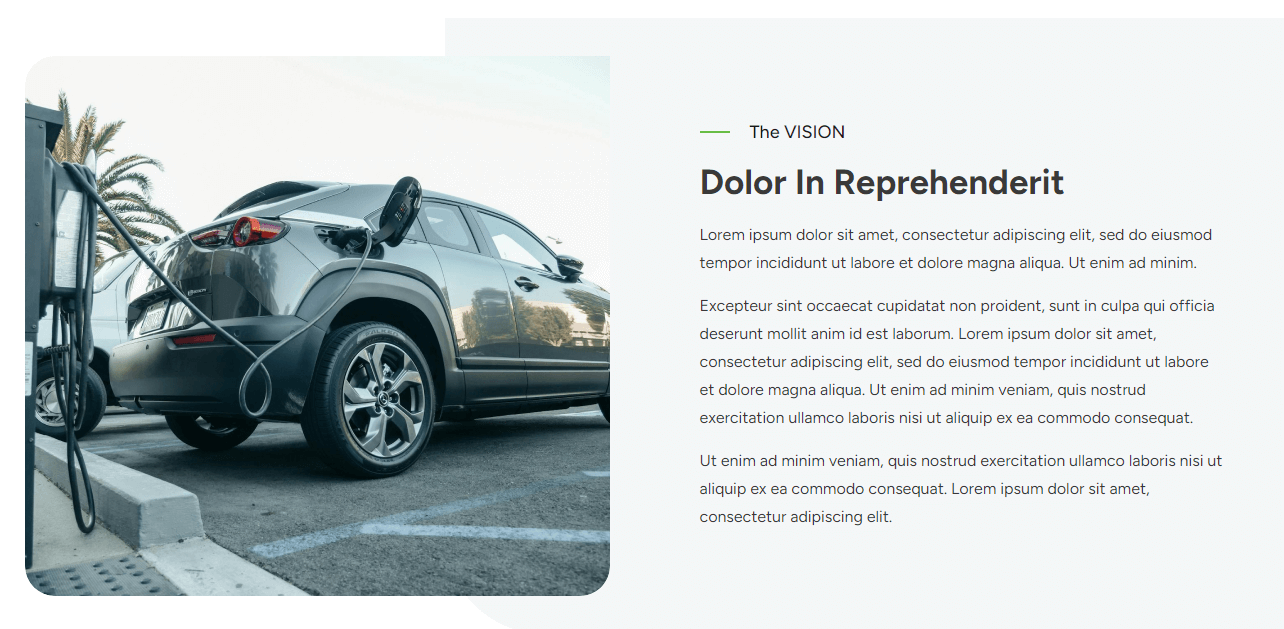 The VISION
Dolor In Reprehenderit
Lorem ipsum dolor sit amet, consectetur adipiscing elit, sed do eiusmod
tempor incididunt ut labore et dolore magna aliqua. Ut enim ad minim.
Excepteur sint occaecat cupidatat non proident, sunt in culpa qui officia
deserunt mollit anim id est laborum. Lorem ipsum dolor sit amet,
consectetur adipiscing elit, sed do eiusmod tempor incididunt ut labore
et dolore magna aliqua. Ut enim ad minim veniam, quis nostrud
exercitation ullamco laboris nisi ut aliquip ex ea commodo consequat.
Ut enim ad minim veniam, quis nostrud exercitation ullamco laboris nisi ut
aliquip ex ea commodo consequat. Lorem ipsum dolor sit amet,
consectetur adipiscing elit.